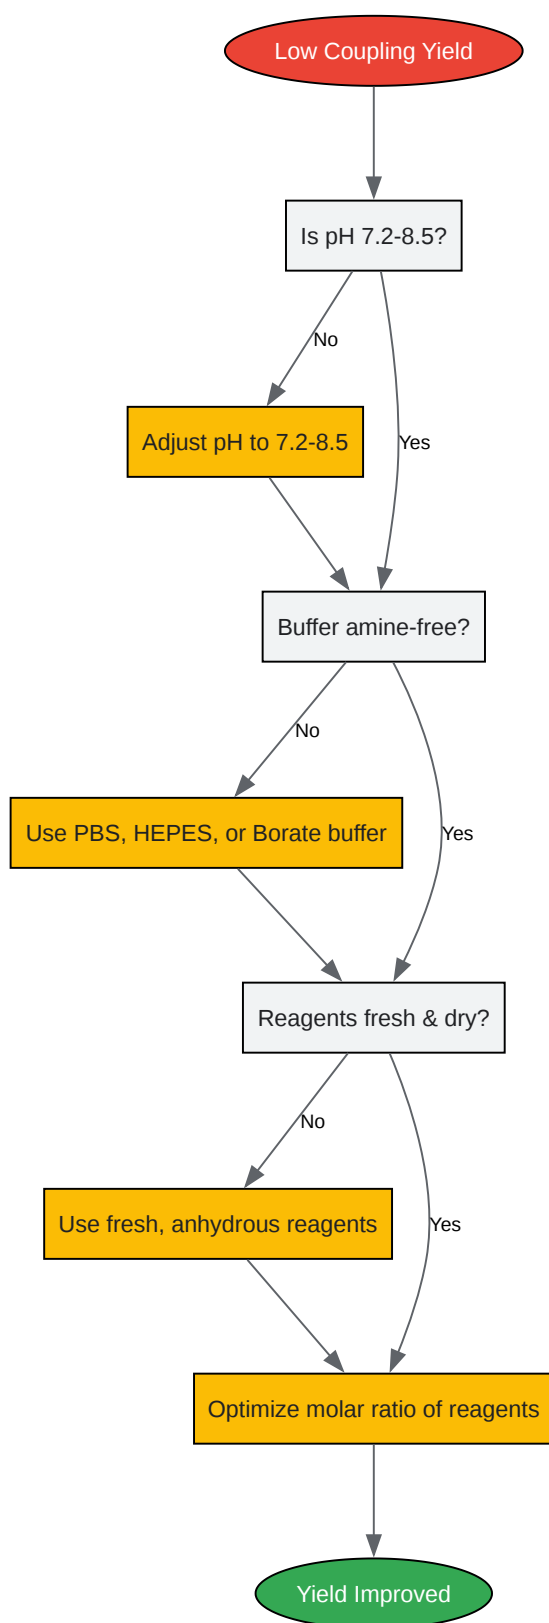 Low Coupling Yield
Is pH 7.2-8.5?
No
Adjust pH to 7.2-8.5
Yes
Buffer amine-free?
No
Use PBS, HEPES, or Borate buffer
Yes
Reagents fresh & dry?
No
Use fresh, anhydrous reagents
Yes
Optimize molar ratio of reagents
Yield Improved